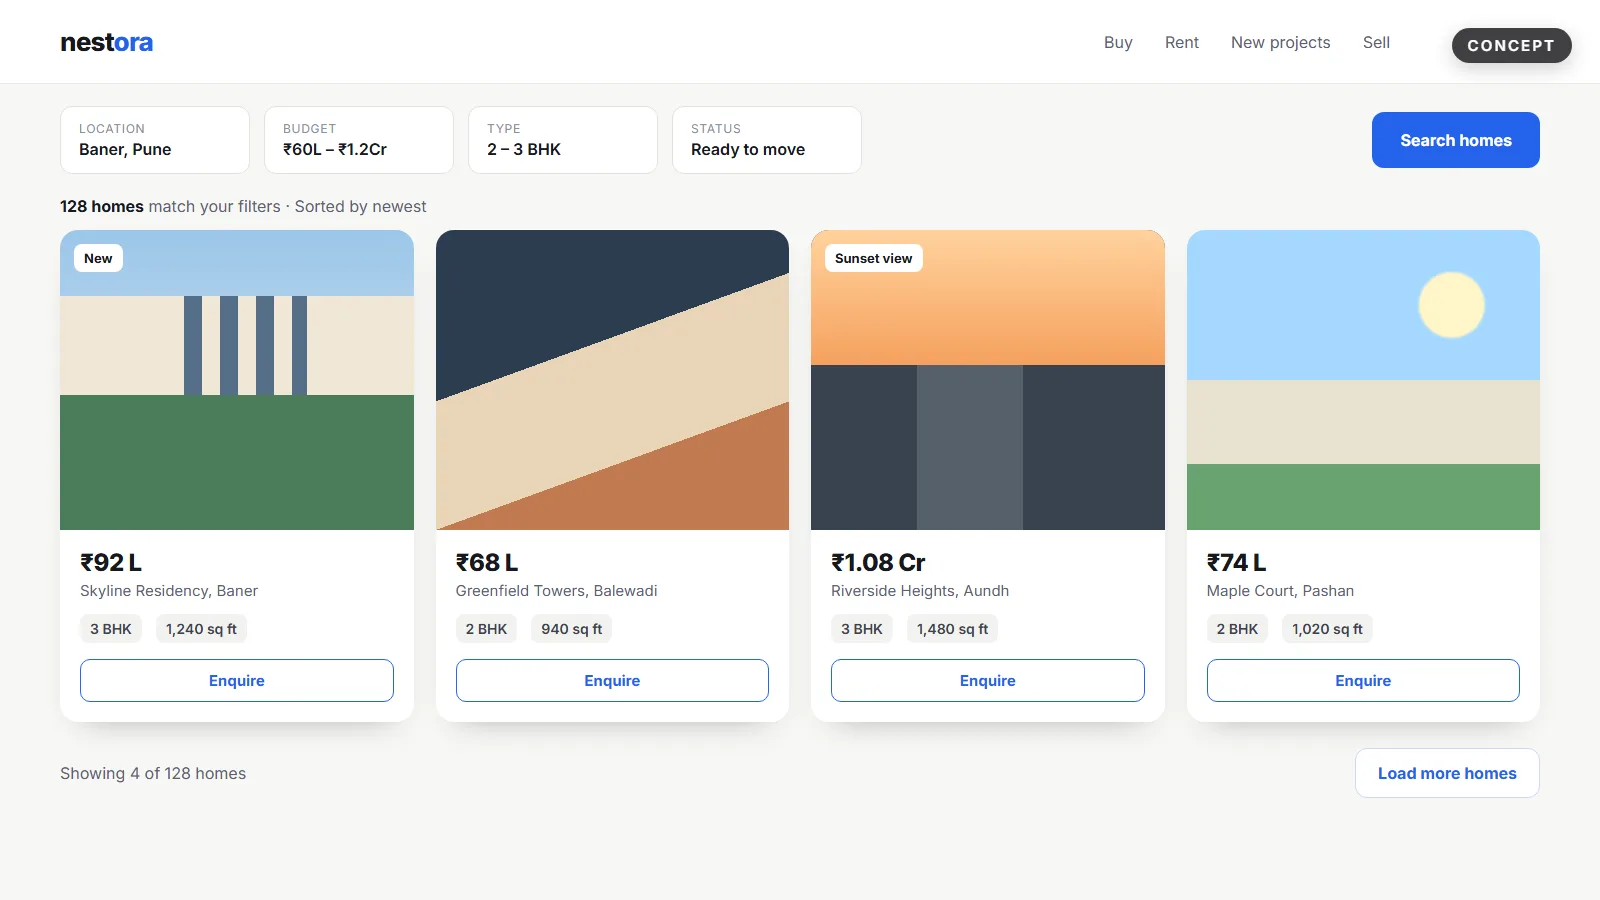 nestora
Buy Rent New projects Sell CONCEPT
LOCATION
Baner, Pune
BUDGET
₹60L – ₹1.2Cr
TYPE
2 – 3 BHK
STATUS
Ready to move
Search homes
128 homes match your filters · Sorted by newest
New
₹92 L
Skyline Residency, Baner
3 BHK 1,240 sq ft
Enquire
₹68 L
Greenfield Towers, Balewadi
2 BHK 940 sq ft
Enquire
Sunset view
₹1.08 Cr
Riverside Heights, Aundh
3 BHK 1,480 sq ft
Enquire
₹74 L
Maple Court, Pashan
2 BHK 1,020 sq ft
Enquire
Showing 4 of 128 homes
Load more homes